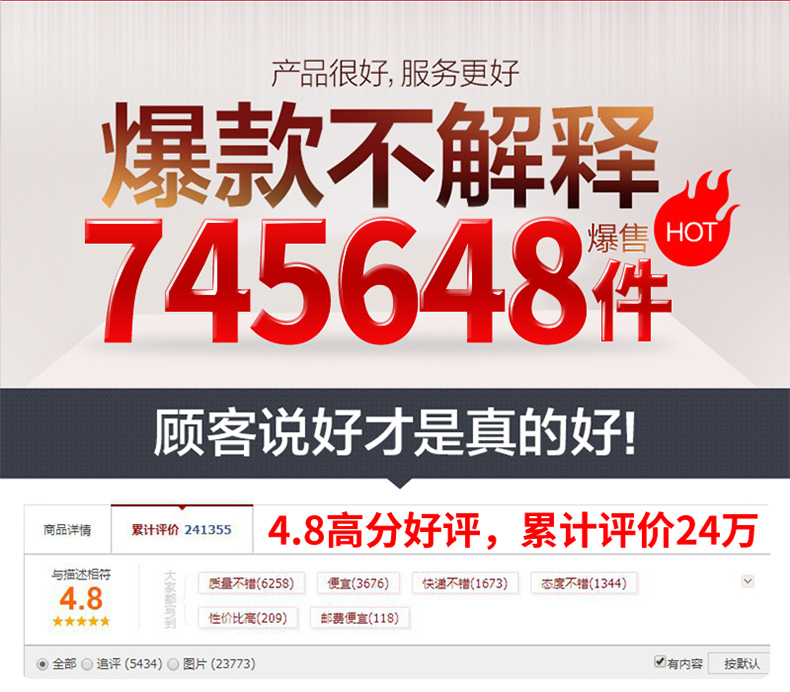 产品很好,服务更好
爆款不解释
745648
爆售
件
HOT
顾客说好才是真的好!
商品详情
累计评价 241355
4.8高分好评，累计评价24万
与描述相符
4.8
质量不错(6258)
便宜(3676)
快递不错(1673)
态度不错(1344)
性价比高(209)
邮费便宜(118)
全部
追评 (5434)
图片 (23773)
有内容
按默认